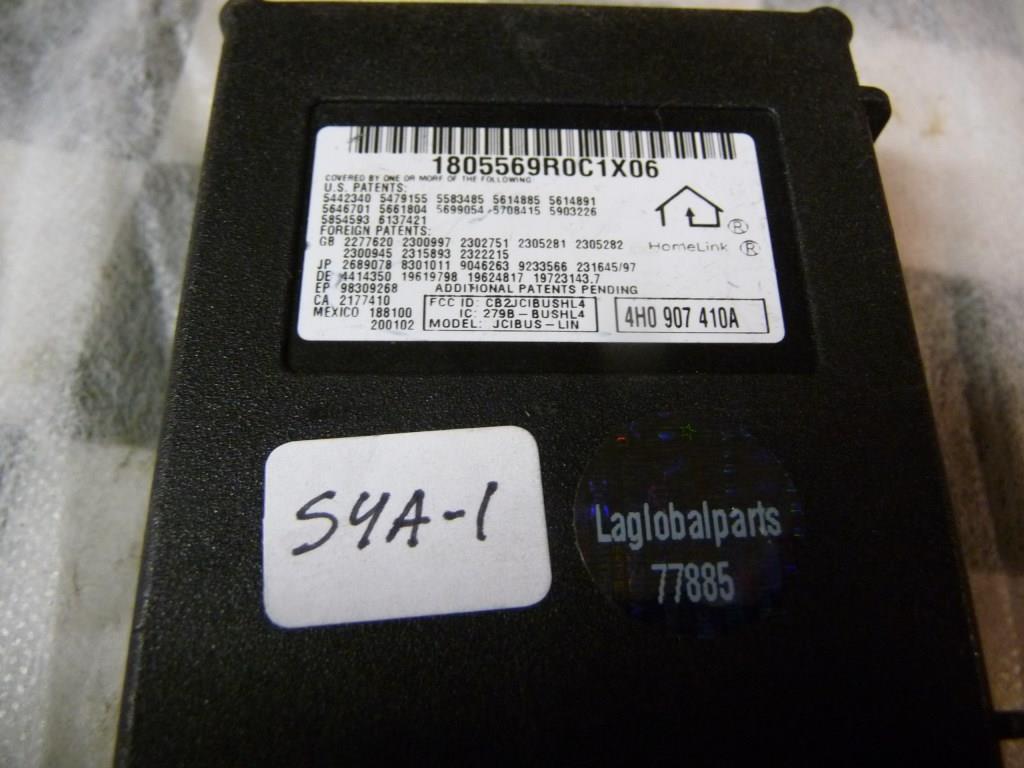 1805569R0C1X06
COVERED BY ONE OR MORE OF THE FOLLOWING:
U.S. PATENTS:
5442340 5479155 5583485 5614885 5614891
5646701 5661804 5699054 5708415 5903226
5854593 6137421
FOREIGN PATENTS:
GB 2277620 2300997 2302751 2305281 2305282
2300945 2315893 2322215
JP 2689078 8301011 9046263 9233566 231645/97
DE 4414350 19619798 19624817 19723143.7
EP 98309268 ADDITIONAL PATENTS PENDING
CA 2177410
MEXICO 188100
200102
FCC ID: CB2JCIBUSHL4
IC: 279B-BUSHL4
MODEL: JCIBUS-LIN
HomeLink ®
®
4H0 907 410A
S4A-1
Laglobalparts
77885